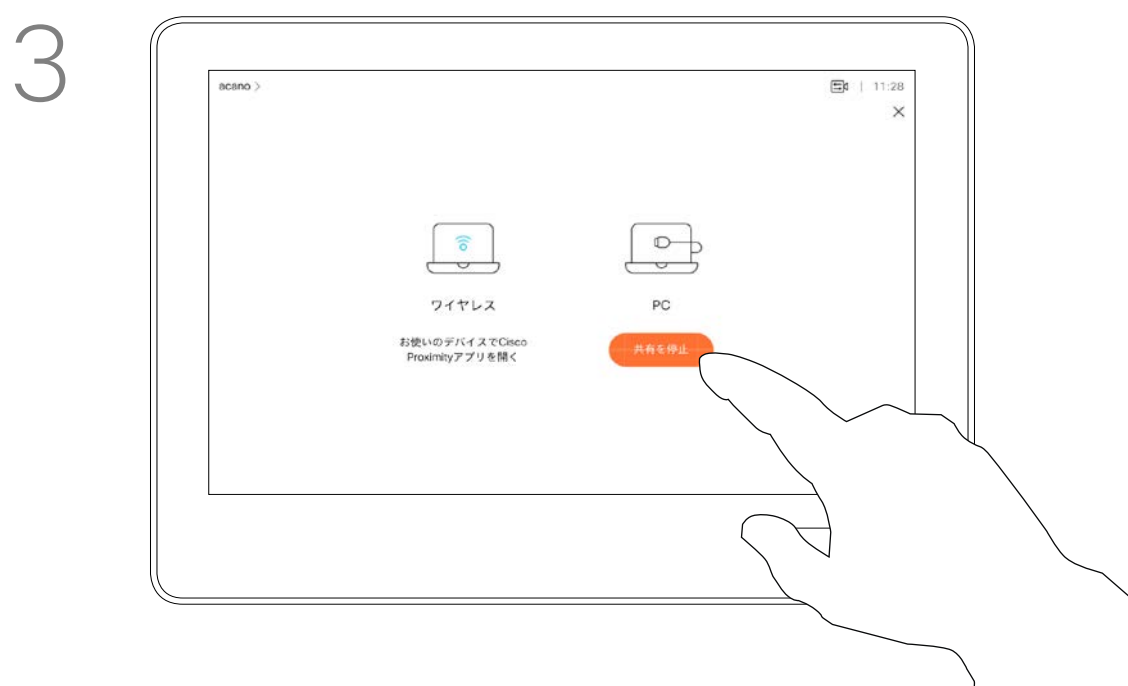 3
acano >
| 11:28
ワイヤレス
お使いのデバイスでCisco
Proximityアプリを開く
PC
共有を停止